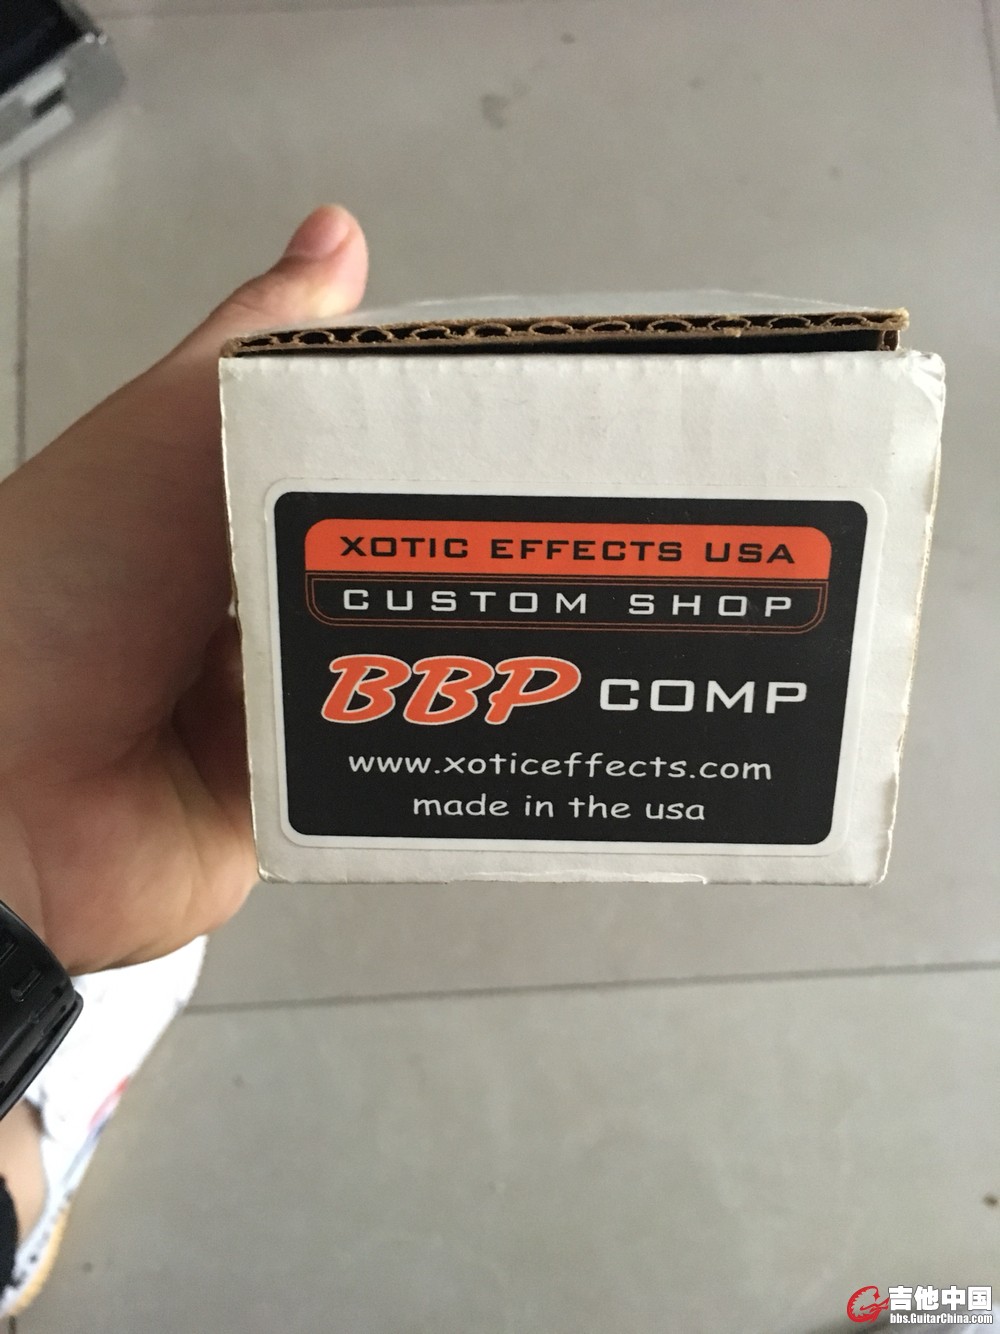 XOTIC EFFECTS USA
CUSTOM SHOP
BBP COMP
www.xoticeffects.com
made in the usa
吉他中国
bbs.GuitarChina.com